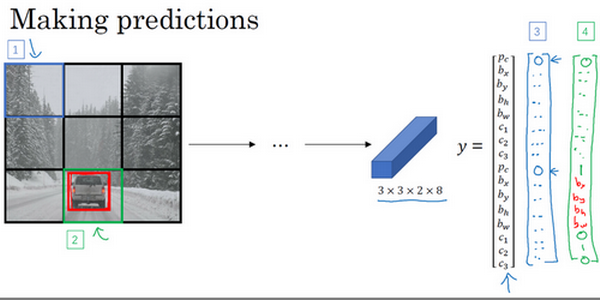 Making predictions
1
3
4
2
...
3 × 3 × 2 × 8
y =
p_c
b_x
b_y
b_h
b_w
c_1
c_2
c_3
p_c
b_x
b_y
b_h
b_w
c_1
c_2
c_3
0
0
0
1
b_x
b_y
b_h
b_w
0
1
0